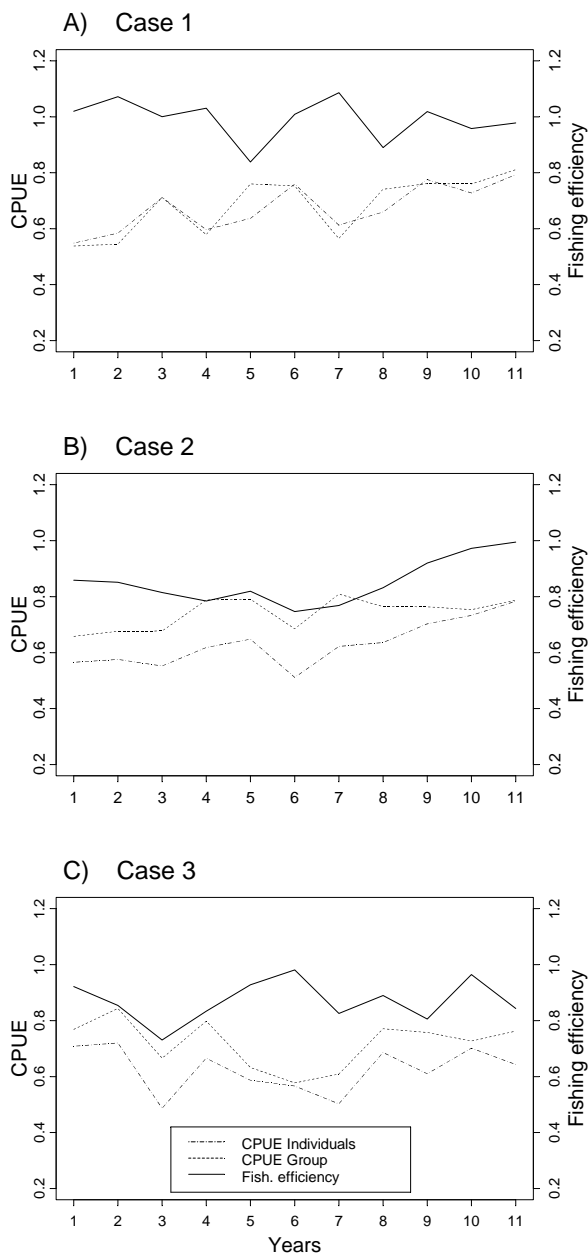 A) Case 1
CPUE
Fishing efficiency
0.2 0.4 0.6 0.8 1.0 1.2
0.2 0.4 0.6 0.8 1.0 1.2
1 2 3 4 5 6 7 8 9 10 11
B) Case 2
CPUE
Fishing efficiency
0.2 0.4 0.6 0.8 1.0 1.2
0.2 0.4 0.6 0.8 1.0 1.2
1 2 3 4 5 6 7 8 9 10 11
C) Case 3
CPUE
Fishing efficiency
0.2 0.4 0.6 0.8 1.0 1.2
0.2 0.4 0.6 0.8 1.0 1.2
CPUE Individuals
CPUE Group
Fish. efficiency
1 2 3 4 5 6 7 8 9 10 11
Years